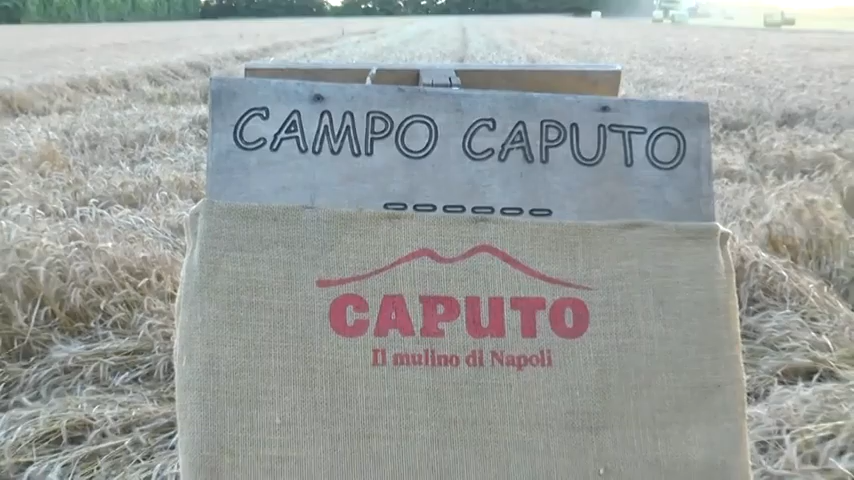 CAMPO CAPUTO
------
CAPUTO
Il mulino di Napoli